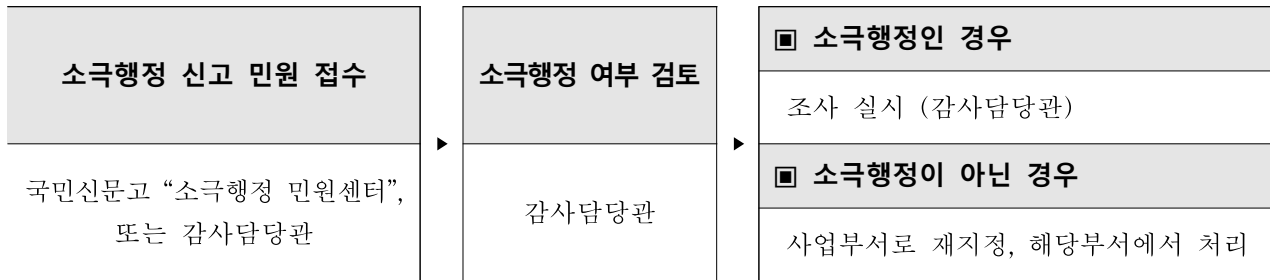 소극행정 신고 민원 접수
국민신문고 “소극행정 민원센터”,
또는 감사담당관
▶
소극행정 여부 검토
감사담당관
▶
▣ 소극행정인 경우
조사 실시 (감사담당관)
▣ 소극행정이 아닌 경우
사업부서로 재지정, 해당부서에서 처리